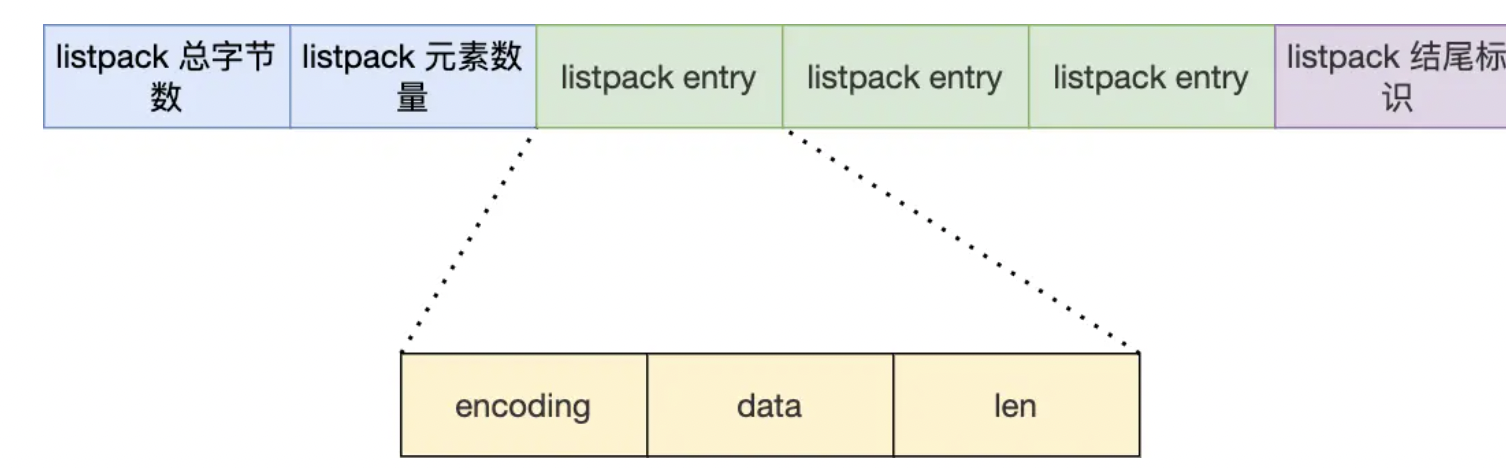 listpack 总字节
数
listpack 元素数
量
listpack entry
listpack entry
listpack entry
listpack 结尾标
识
encoding
data
len